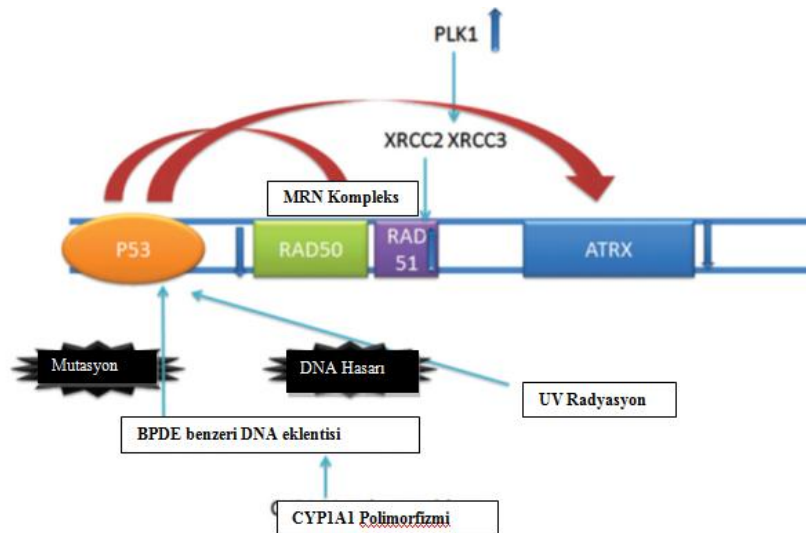 PLK1
XRCC2 XRCC3
MRN Kompleks
P53
RAD50
RAD
51
ATRX
Mutasyon
DNA Hasarı
UV Radyasyon
BPDE benzeri DNA eklentisi
CYP1A1 Polimorfizmi